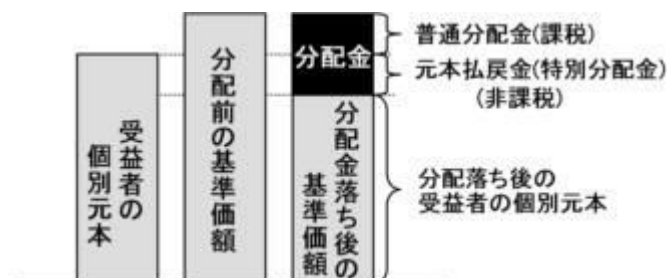 受益者の
個別元本
分配前の基準価額
分配金
分配金落ち後の
基準価額
普通分配金(課税)
元本払戻金(特別分配金)
(非課税)
分配落ち後の
受益者の個別元本